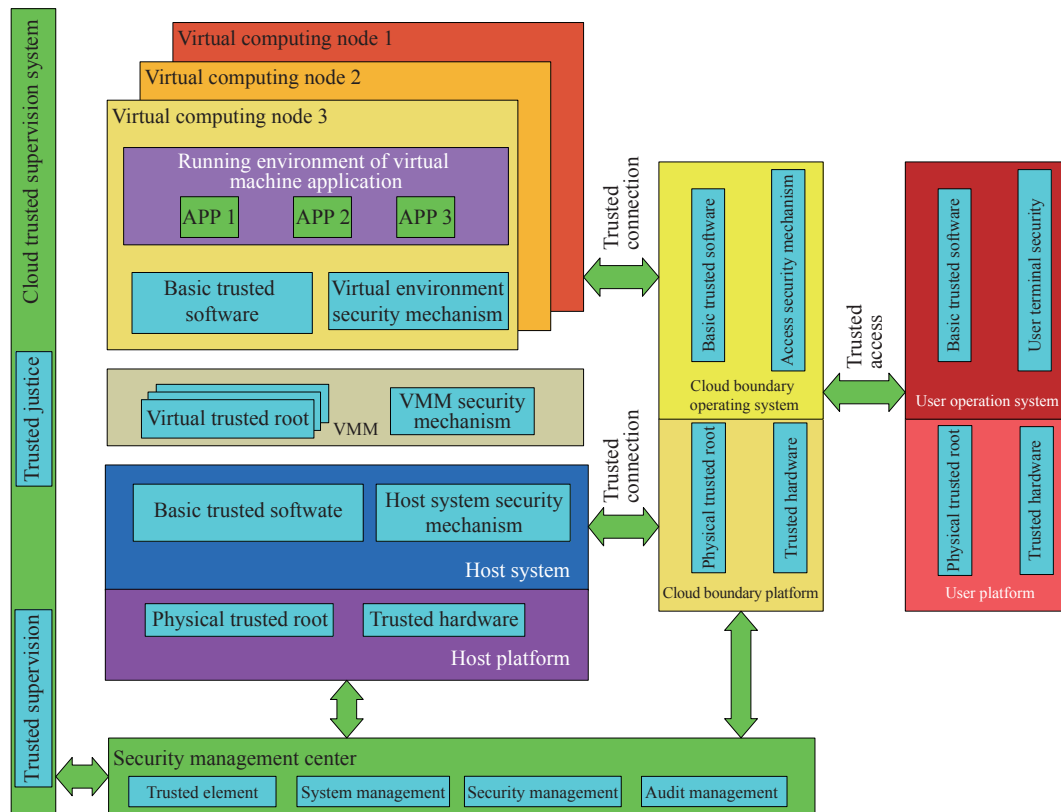 Cloud trusted supervision system
Trusted justice
Trusted supervision
Virtual computing node 1
Virtual computing node 2
Virtual computing node 3
Running environment of virtual
machine application
APP 1
APP 2
APP 3
Basic trusted
software
Virtual environment
security mechanism
Virtual trusted root
VMM
VMM security
mechanism
Basic trusted softwate
Host system security
mechanism
Host system
Physical trusted root
Trusted hardware
Host platform
Trusted
connection
Trusted
connection
Basic trusted software
Access security mechanism
Cloud boundary
operating system
Physical trusted root
Trusted hardware
Cloud boundary platform
Trusted
access
Basic trusted software
User terminal security
User operation system
Physical trusted root
Trusted hardware
User platform
Security management center
Trusted element
System management
Security management
Audit management